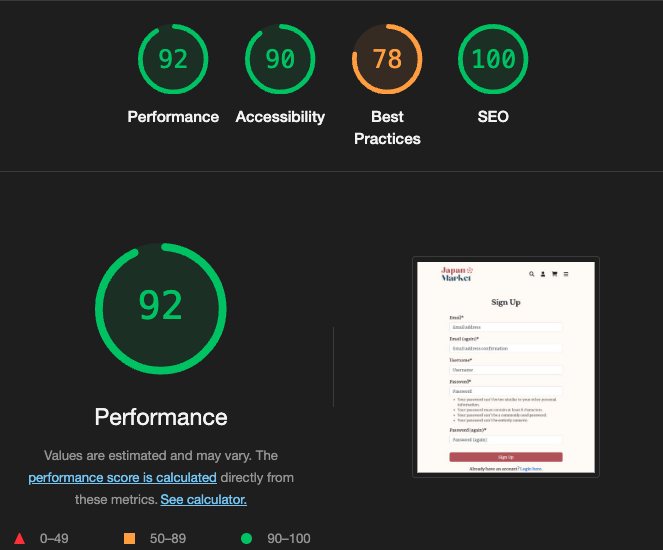 92
90
78
100
Performance
Accessibility
Best
Practices
SEO
92
Performance
Values are estimated and may vary. The
performance score is calculated directly from
these metrics. See calculator.
0–49
50–89
90–100
Japan
Market
Sign Up
Email*
Email address
Email (again)*
Email address confirmation
Username*
Username
Password*
Password
Your password can't be too similar to your other personal
information.
Your password must contain at least 8 characters.
Your password can't be a commonly used password.
Your password can't be entirely numeric.
Password (again)*
Password (again)
Sign Up
Already have an account? Login here.